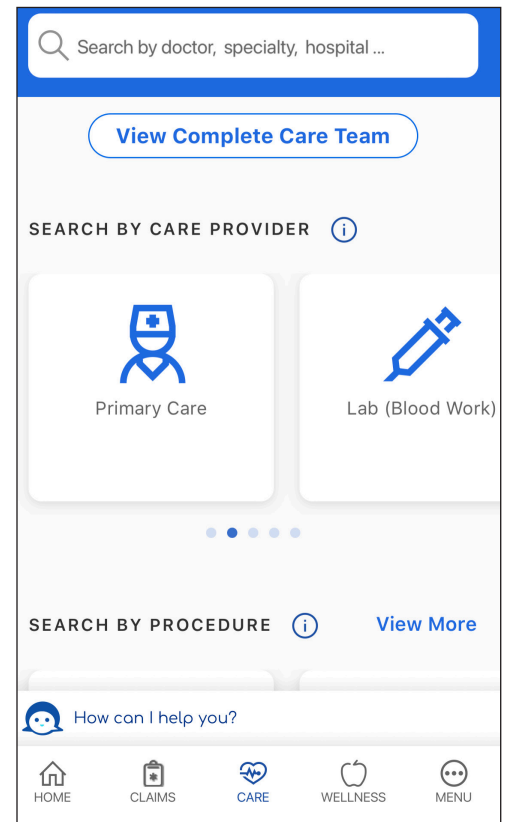 Search by doctor, specialty, hospital ...
View Complete Care Team
SEARCH BY CARE PROVIDER
Primary Care
Lab (Blood Work)
SEARCH BY PROCEDURE
View More
How can I help you?
HOME
CLAIMS
CARE
WELLNESS
MENU